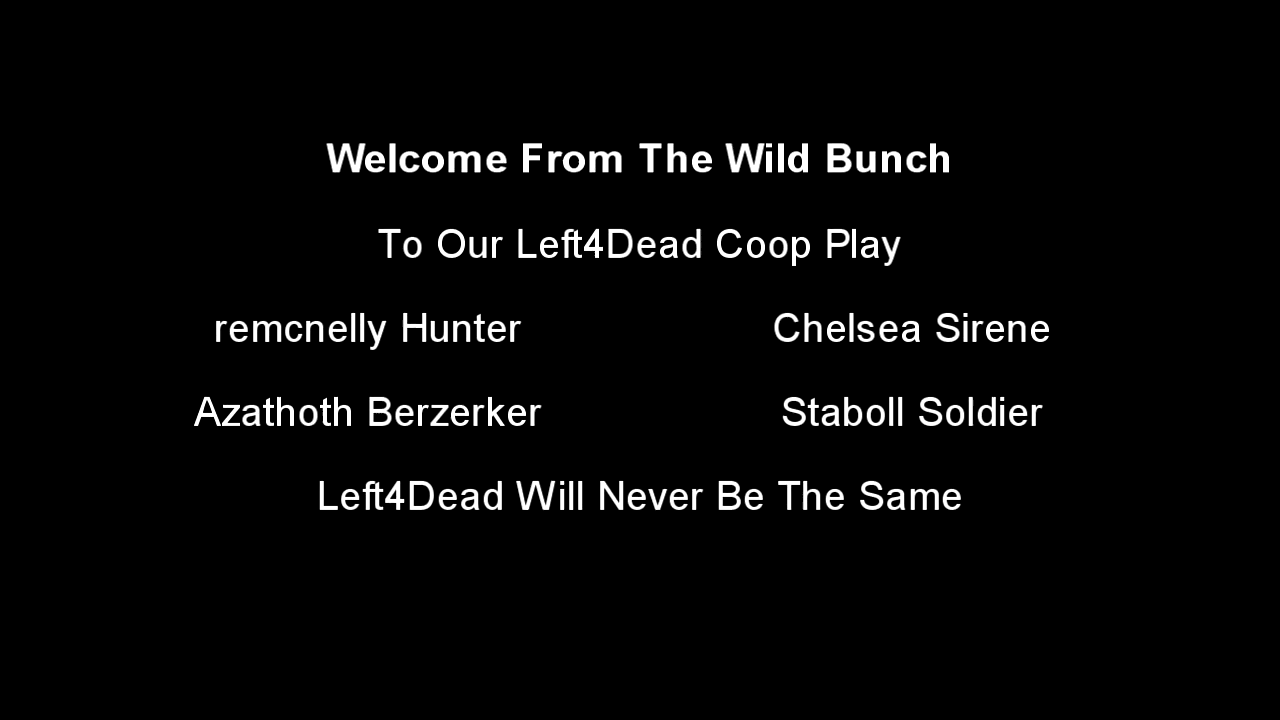 Welcome From The Wild Bunch
To Our Left4Dead Coop Play
remcnelly Hunter Chelsea Sirene
Azathoth Berzerker Staboll Soldier
Left4Dead Will Never Be The Same